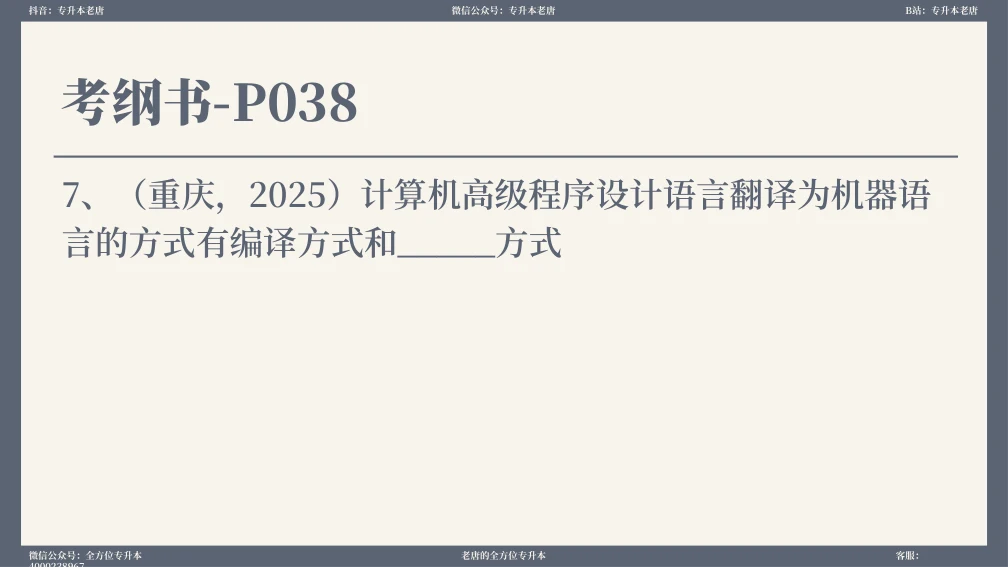 抖音：专升本老唐
微信公众号：专升本老唐
B站：专升本老唐
考纲书-P038
7、（重庆，2025）计算机高级程序设计语言翻译为机器语
言的方式有编译方式和______方式
微信公众号：全方位专升本
老唐的全方位专升本
客服：
4000238967